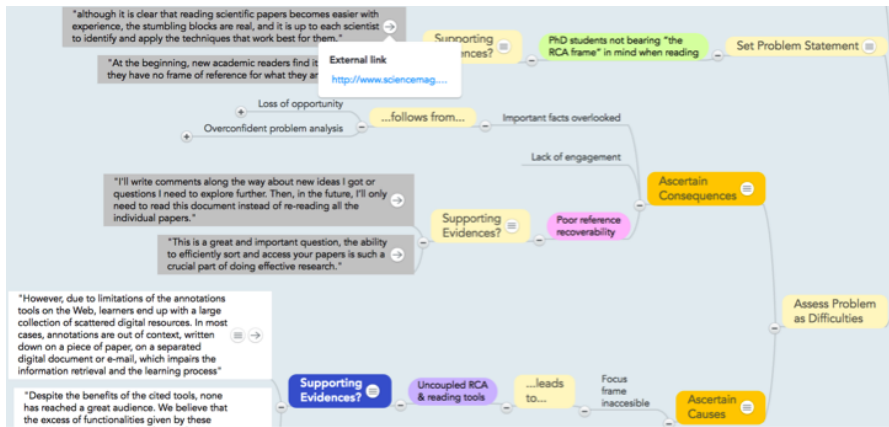 "although it is clear that reading scientific papers becomes easier with
experience, the stumbling blocks are real, and it is up to each scientist
to identify and apply the techniques that work best for them."
"At the beginning, new academic readers find it
they have no frame of reference for what they
External link
http://www.sciencemag.....
Supporting
PhD students not bearing "the
RCA frame" in mind when reading
Set Problem Statement
Loss of opportunity
Overconfident problem analysis
...follows from...
Important facts overlooked
Lack of engagement
Ascertain
Consequences
"I'll write comments along the way about new ideas I got or
questions I need to explore further. Then, in the future, I'll only
need to read this document instead of re-reading all the
individual papers."
"This is a great and important question, the ability
to efficiently sort and access your papers is such a
crucial part of doing effective research."
Supporting
Evidences?
Poor reference
recoverability
Assess Problem
as Difficulties
"However, due to limitations of the annotations
tools on the Web, learners end up with a large
collection of scattered digital resources. In most
cases, annotations are out of context, written
down on a piece of paper, on a separated
digital document or e-mail, which impairs the
information retrieval and the learning process"
"Despite the benefits of the cited tools, none
has reached a great audience. We believe that
the excess of functionalities given by these
Supporting
Evidences?
Uncoupled RCA
& reading tools
...leads
to...
Focus
frame
inaccesible
Ascertain
Causes